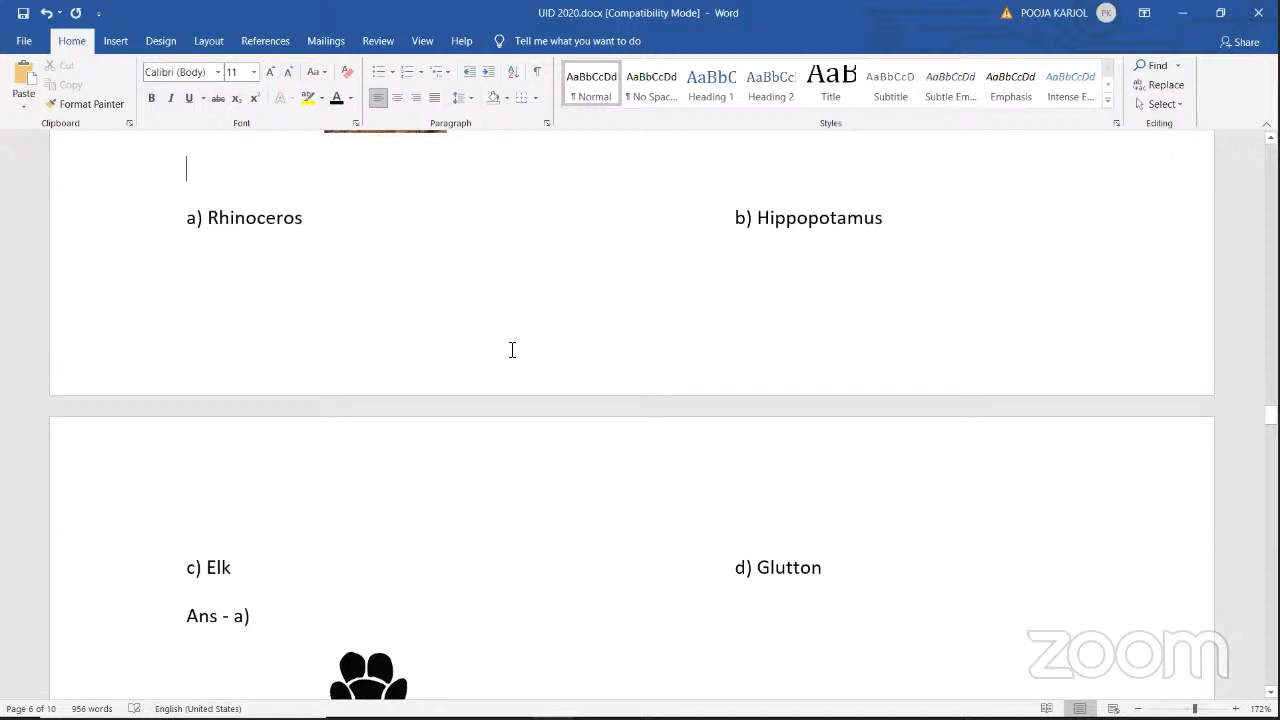 UID 2020.docx [Compatibility Mode] - Word
POOJA KARJOL PK
File Home Insert Design Layout References Mailings Review View Help Tell me what you want to do Share
Paste
Cut
Copy
Format Painter
Clipboard
Calibri (Body) 11
Font
Paragraph
AaBbCcDd AaBbCcDd AaBbC AaBbCc AaB AaBbCcD AaBbCcDd AaBbCcDd AaBbCcDd
¶ Normal ¶ No Spac... Heading 1 Heading 2 Title Subtitle Subtle Em... Emphasis Intense E...
Styles
Find
Replace
Select
Editing
a) Rhinoceros b) Hippopotamus
c) Elk d) Glutton
Ans - a)
zoom
Page 6 of 10 956 words English (United States) 172%